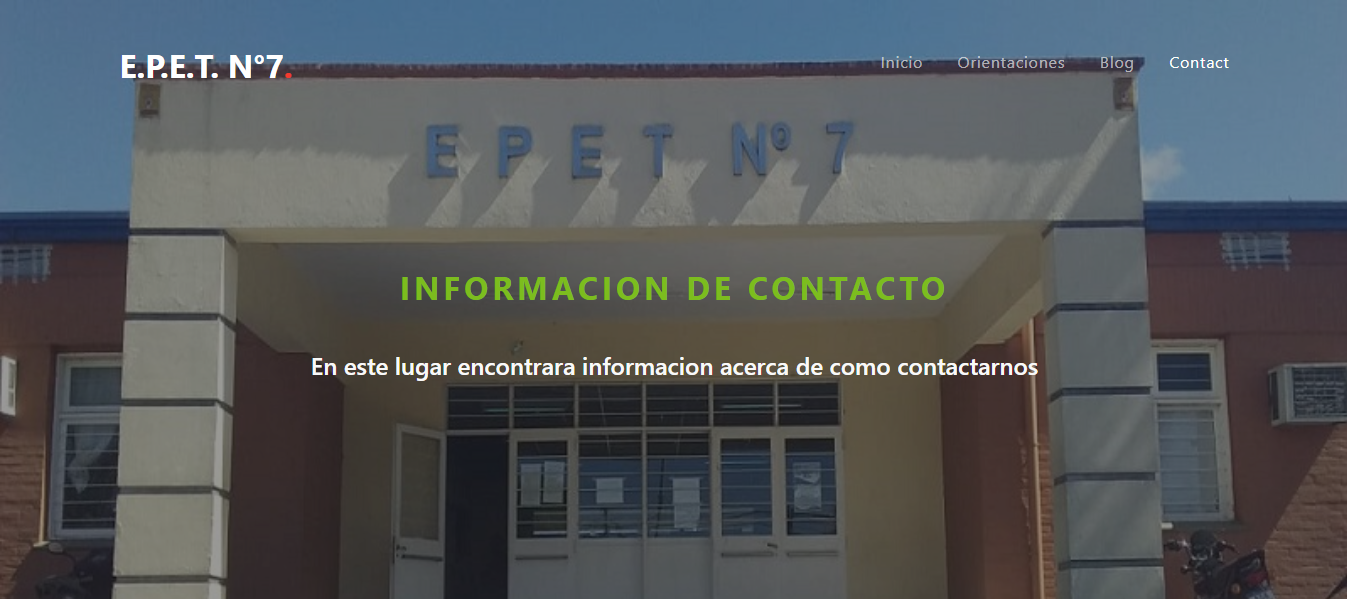 E.P.E.T. N°7.
Inicio Orientaciones Blog Contact
EPET Nº 7
INFORMACION DE CONTACTO
En este lugar encontrara informacion acerca de como contactarnos